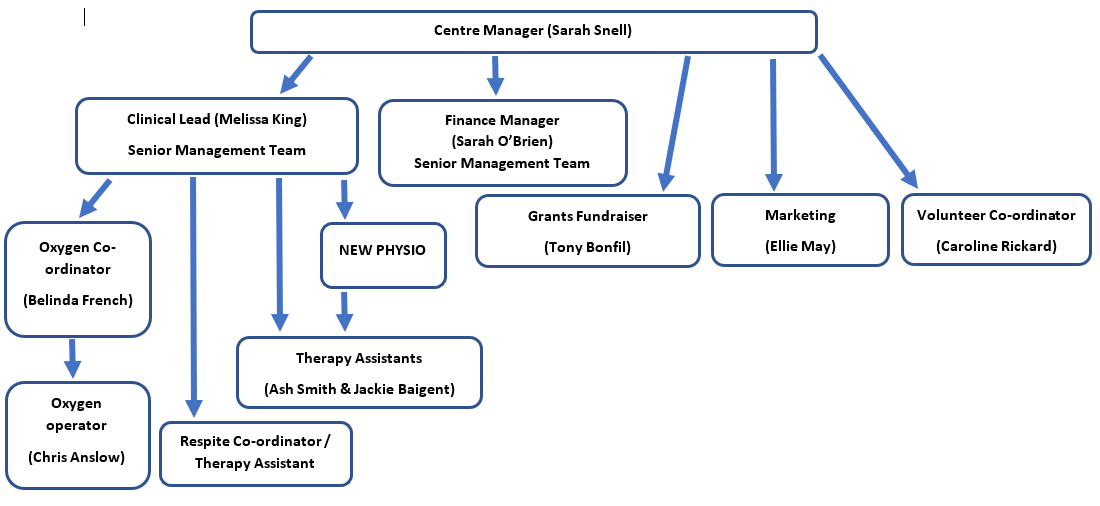 Centre Manager (Sarah Snell)
Clinical Lead (Melissa King)
Senior Management Team
Finance Manager
(Sarah O’Brien)
Senior Management Team
Grants Fundraiser
(Tony Bonfil)
Marketing
(Ellie May)
Volunteer Co-ordinator
(Caroline Rickard)
Oxygen Co-
ordinator
(Belinda French)
NEW PHYSIO
Therapy Assistants
(Ash Smith & Jackie Baigent)
Oxygen
operator
(Chris Anslow)
Respite Co-ordinator /
Therapy Assistant